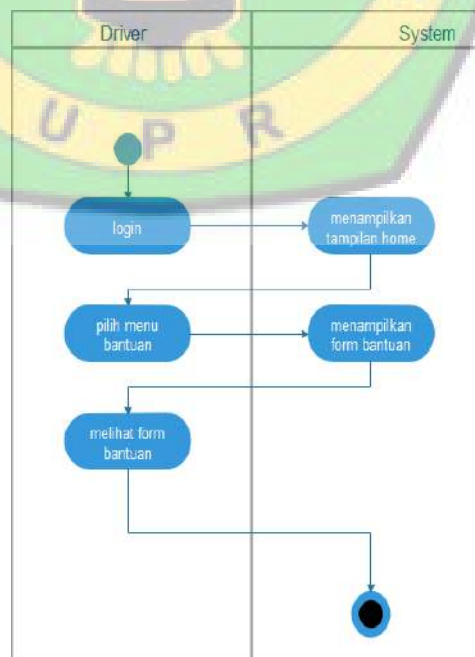 Driver
System
U P R
login
menampilkan
tampilan home
pilih menu
bantuan
menampilkan
form bantuan
melihat form
bantuan